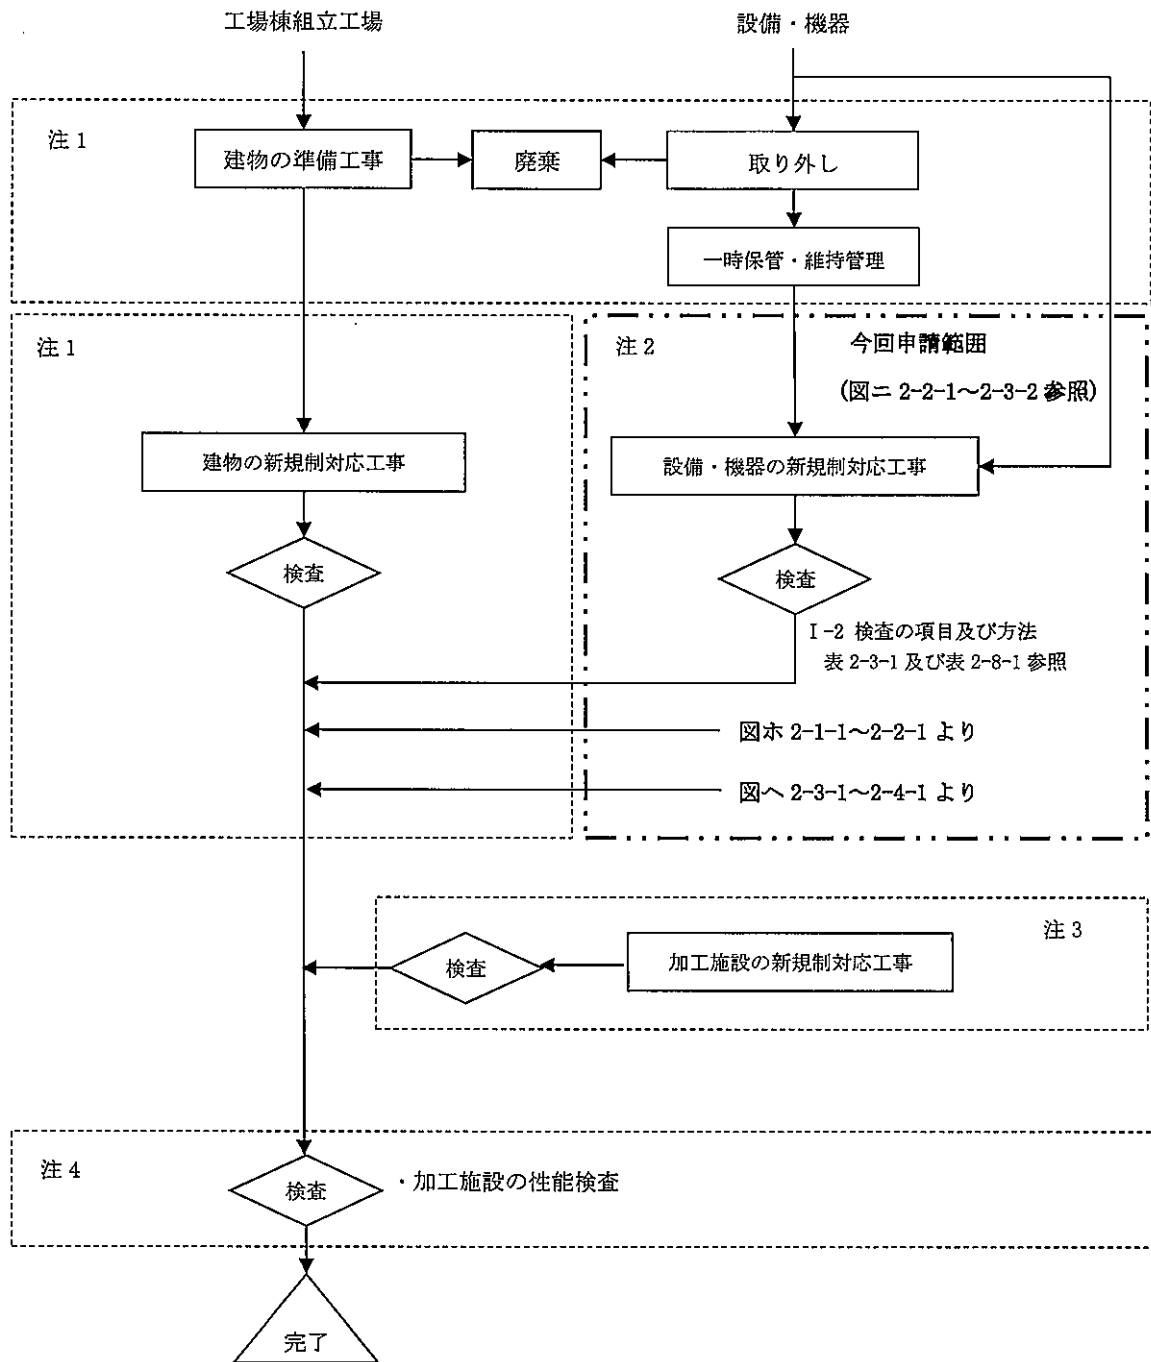 工場棟組立工場
設備・機器
注 1
建物の準備工事
廃棄
取り外し
一時保管・維持管理
注 1
注 2
今回申請範囲
(図ニ 2-2-1～2-3-2 参照)
建物の新規制対応工事
設備・機器の新規制対応工事
検査
検査
Ⅰ-2 検査の項目及び方法
表 2-3-1 及び表 2-8-1 参照
図ホ 2-1-1～2-2-1 より
図へ 2-3-1～2-4-1 より
注 3
検査
加工施設の新規制対応工事
注 4
検査
・加工施設の性能検査
完了